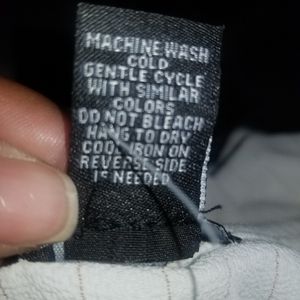 MACHINE WASH
COLD
GENTLE CYCLE
WITH SIMILAR
COLORS
DO NOT BLEACH
HANG TO DRY
COOL IRON ON
REVERSE SIDE
IS NEEDED